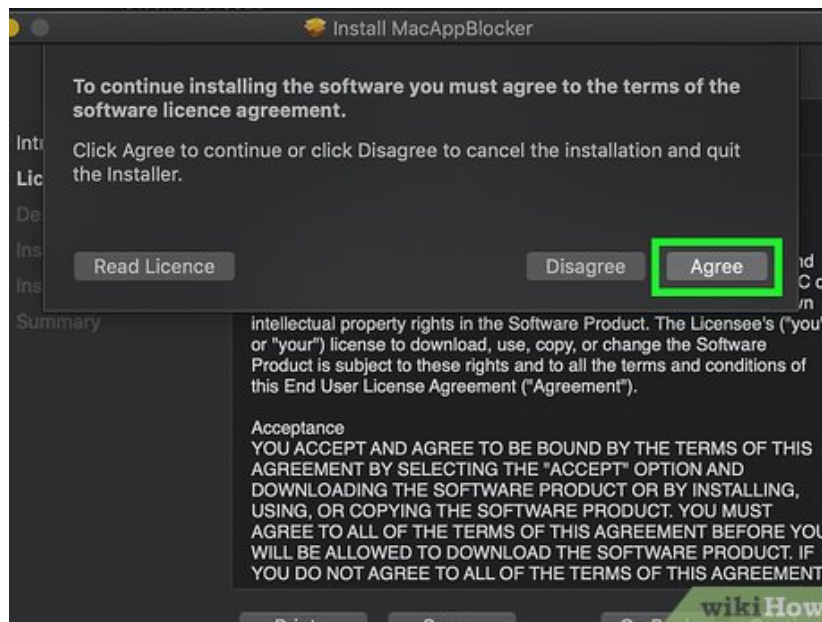 Install MacAppBlocker
To continue installing the software you must agree to the terms of the
software licence agreement.
Click Agree to continue or click Disagree to cancel the installation and quit
the Installer.
Read Licence
Disagree
Agree
Summary
intellectual property rights in the Software Product. The Licensee's ("you"
or "your") license to download, use, copy, or change the Software
Product is subject to these rights and to all the terms and conditions of
this End User License Agreement ("Agreement").
Acceptance
YOU ACCEPT AND AGREE TO BE BOUND BY THE TERMS OF THIS
AGREEMENT BY SELECTING THE "ACCEPT" OPTION AND
DOWNLOADING THE SOFTWARE PRODUCT OR BY INSTALLING,
USING, OR COPYING THE SOFTWARE PRODUCT. YOU MUST
AGREE TO ALL OF THE TERMS OF THIS AGREEMENT BEFORE YOU
WILL BE ALLOWED TO DOWNLOAD THE SOFTWARE PRODUCT. IF
YOU DO NOT AGREE TO ALL OF THE TERMS OF THIS AGREEMENT
wikiHow